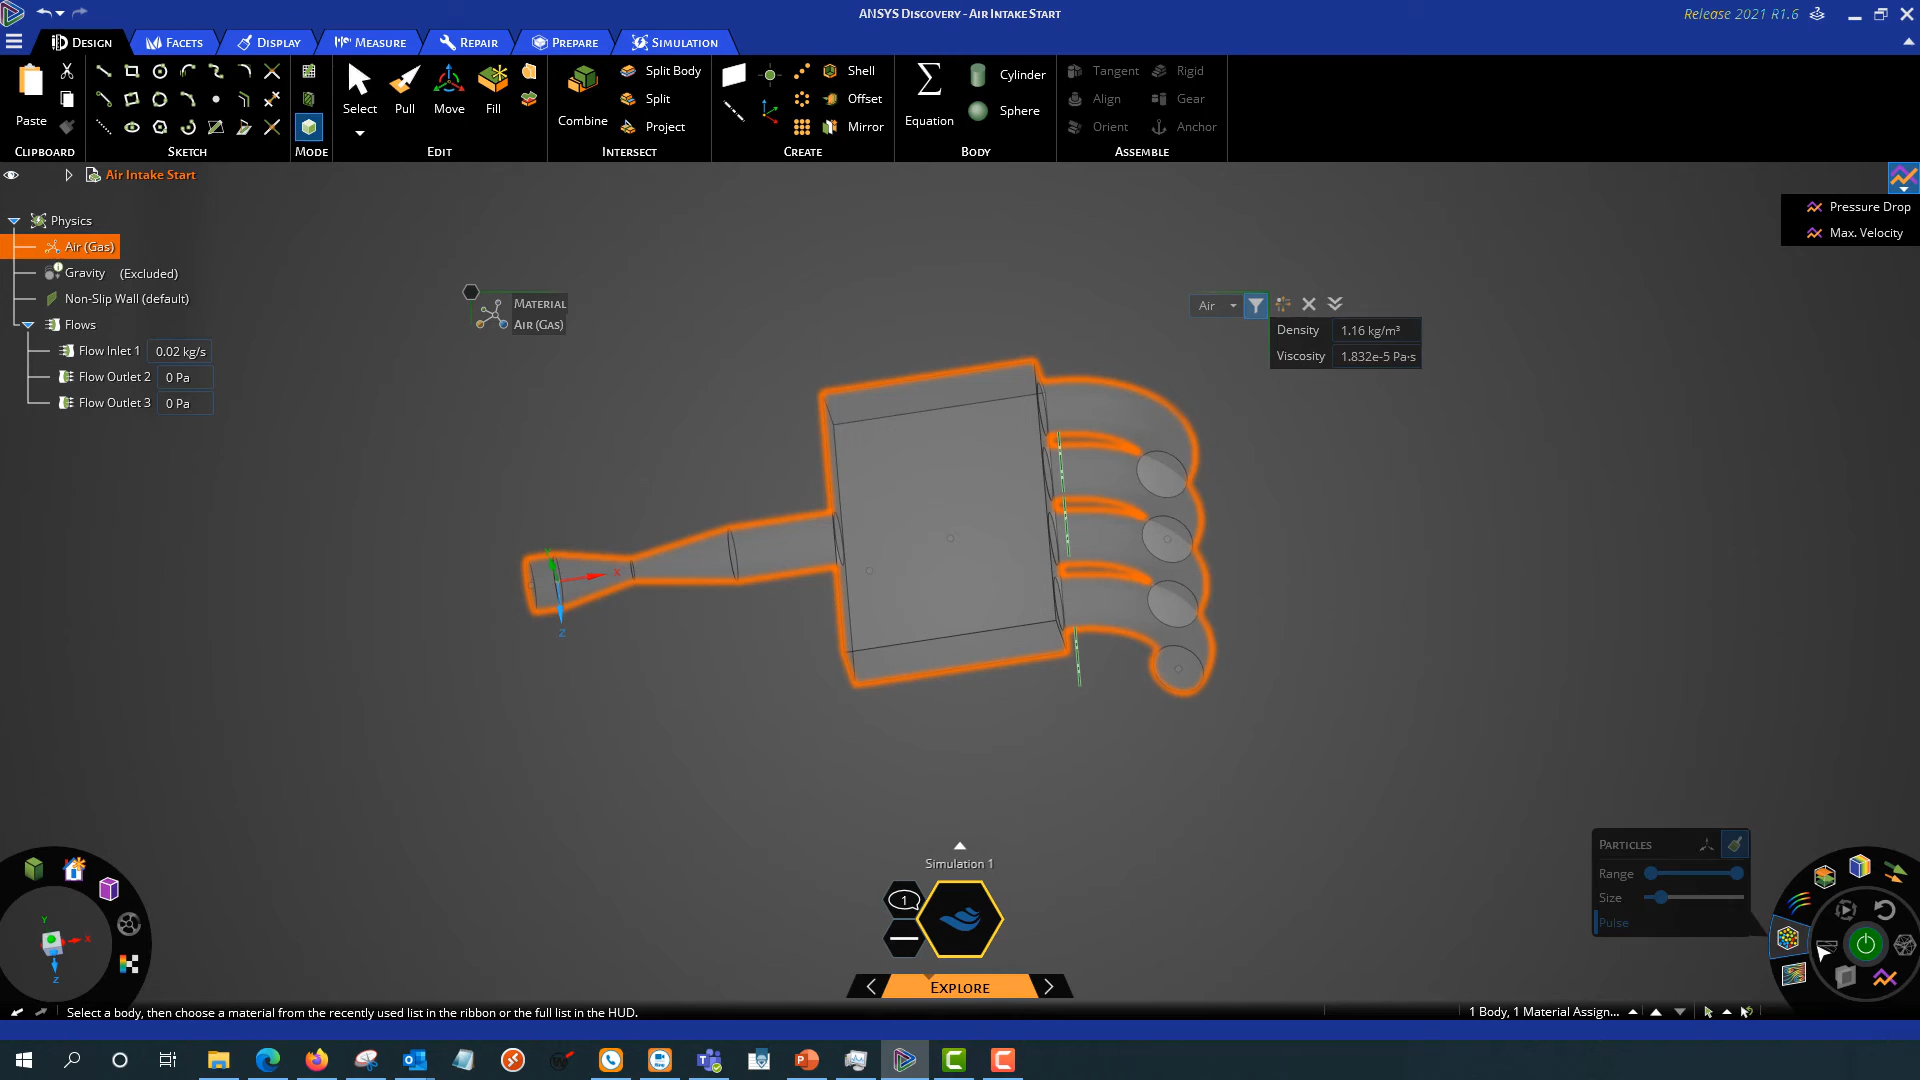 ANSYS Discovery - Air Intake Start
Release 2021 R1.6
Design
Facets
Display
Measure
Repair
Prepare
Simulation
Paste
Select
Pull
Move
Fill
Combine
Split Body
Split
Project
Shell
Offset
Mirror
Equation
Cylinder
Sphere
Tangent
Align
Orient
Rigid
Gear
Anchor
Clipboard
Sketch
Mode
Edit
Intersect
Create
Body
Assemble
Air Intake Start
Physics
Air (Gas)
Gravity (Excluded)
Non-Slip Wall (default)
Flows
Flow Inlet 1 0.02 kg/s
Flow Outlet 2 0 Pa
Flow Outlet 3 0 Pa
Pressure Drop
Max. Velocity
Material
Air (Gas)
Air
Density 1.16 kg/m³
Viscosity 1.832e-5 Pa·s
Y
X
Z
Particles
Range
Size
Pulse
Simulation 1
1
Explore
Y
X
Z
Select a body, then choose a material from the recently used list in the ribbon or the full list in the HUD.
1 Body, 1 Material Assign...